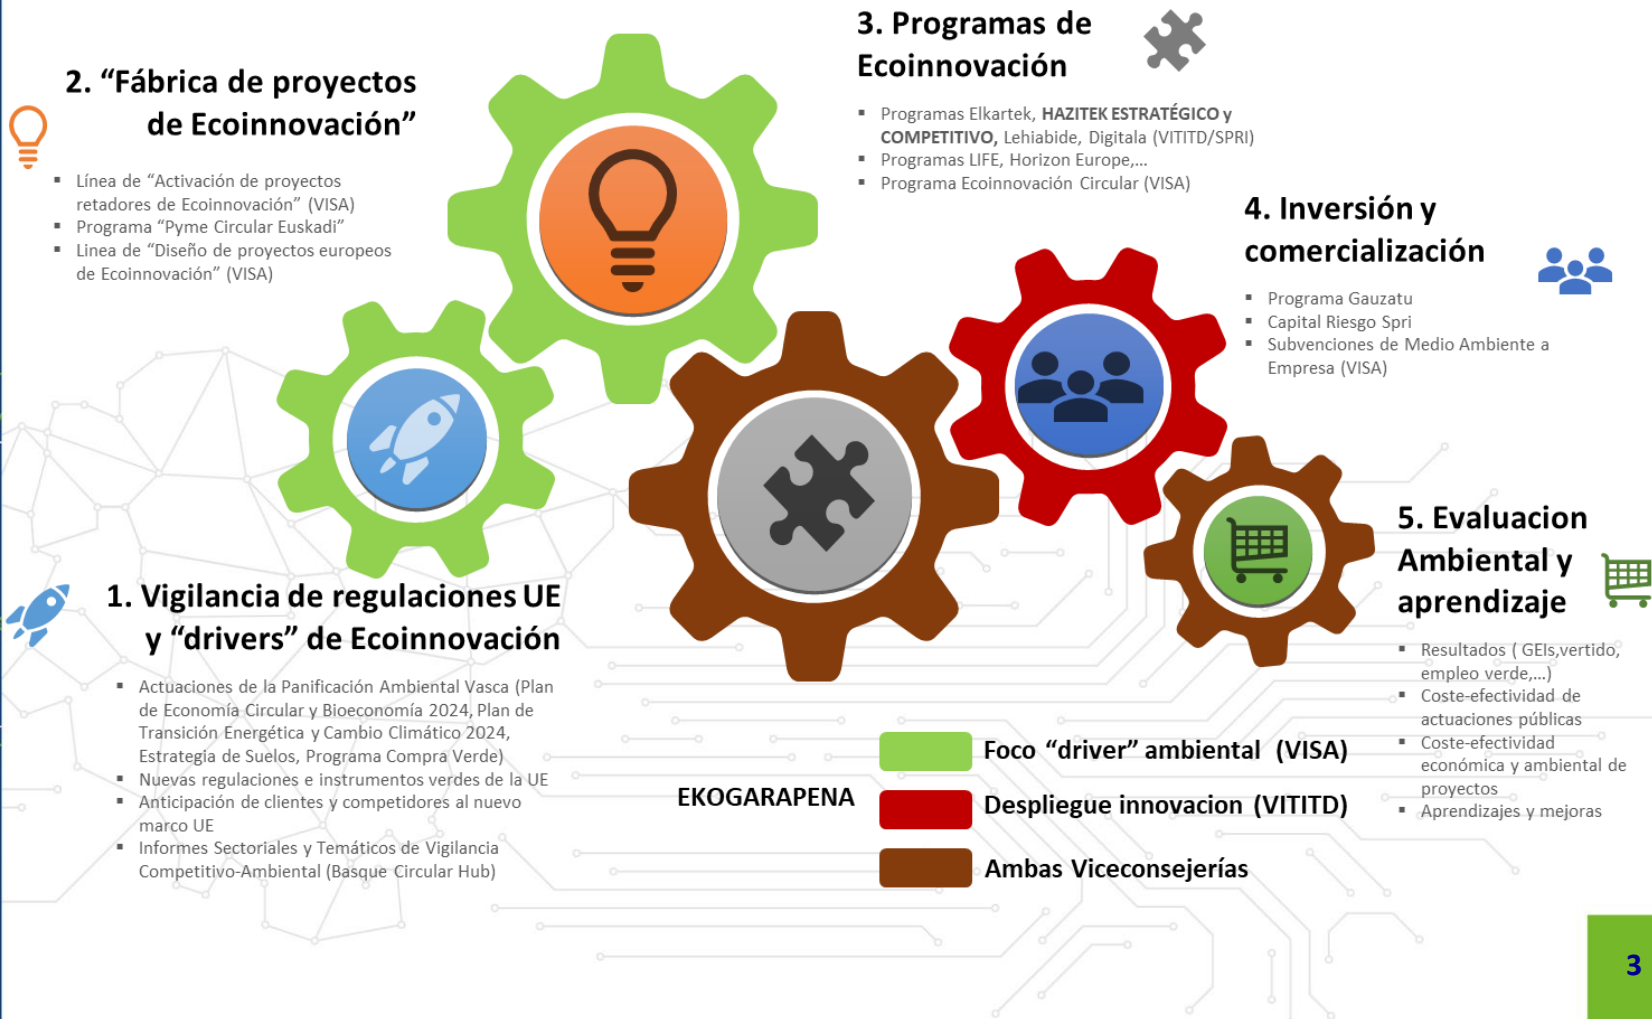 2. “Fábrica de proyectos
de Ecoinnovación”
▪ Línea de “Activación de proyectos
retadores de Ecoinnovación” (VISA)
▪ Programa “Pyme Circular Euskadi”
▪ Linea de “Diseño de proyectos europeos
de Ecoinnovación” (VISA)
3. Programas de
Ecoinnovación
▪ Programas Elkartek, HAZITEK ESTRATÉGICO y
COMPETITIVO, Lehiabide, Digitala (VITITD/SPRI)
▪ Programas LIFE, Horizon Europe,...
▪ Programa Ecoinnovación Circular (VISA)
4. Inversión y
comercialización
▪ Programa Gauzatu
▪ Capital Riesgo Spri
▪ Subvenciones de Medio Ambiente a
Empresa (VISA)
1. Vigilancia de regulaciones UE
y “drivers” de Ecoinnovación
▪ Actuaciones de la Panificación Ambiental Vasca (Plan
de Economía Circular y Bioeconomía 2024, Plan de
Transición Energética y Cambio Climático 2024,
Estrategia de Suelos, Programa Compra Verde)
▪ Nuevas regulaciones e instrumentos verdes de la UE
▪ Anticipación de clientes y competidores al nuevo
marco UE
▪ Informes Sectoriales y Temáticos de Vigilancia
Competitivo-Ambiental (Basque Circular Hub)
5. Evaluacion
Ambiental y
aprendizaje
▪ Resultados ( GEIs,vertido,
empleo verde,...)
▪ Coste-efectividad de
actuaciones públicas
▪ Coste-efectividad
económica y ambiental de
proyectos
▪ Aprendizajes y mejoras
EKOGARAPENA
Foco “driver” ambiental (VISA)
Despliegue innovacion (VITITD)
Ambas Viceconsejerías
3